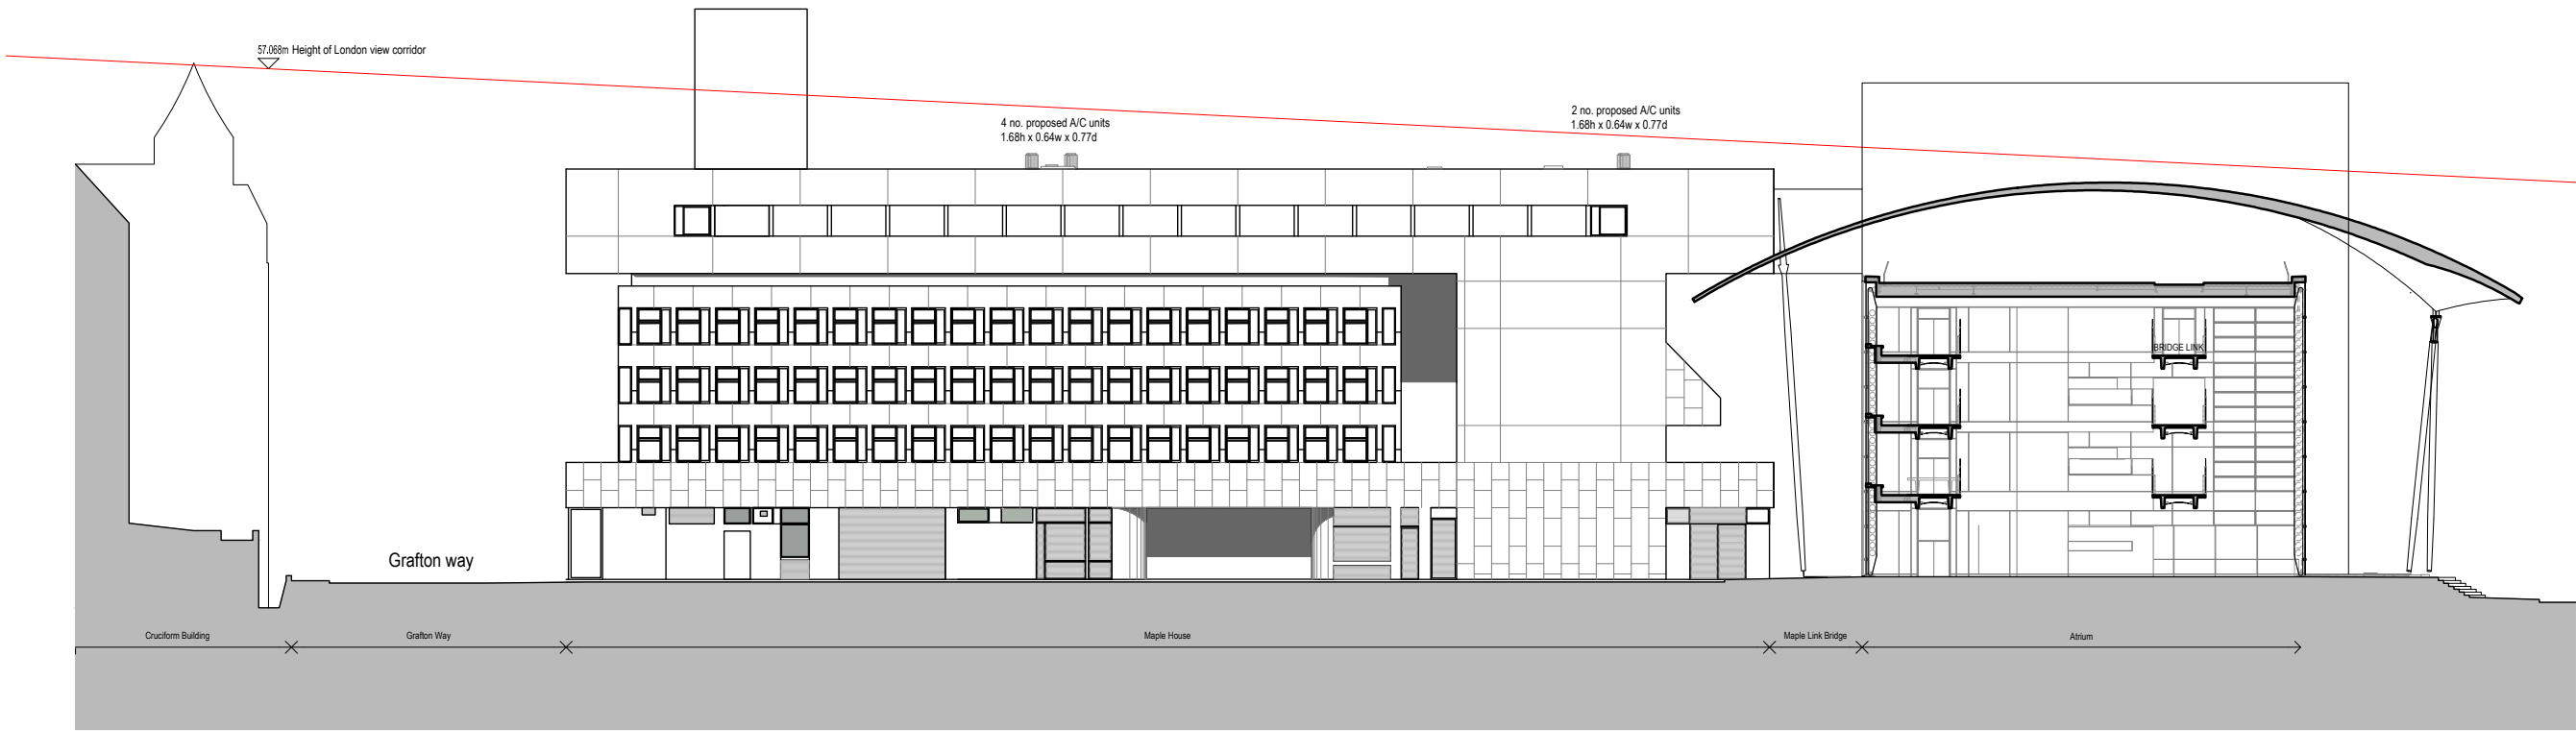 57.068m Height of London view corridor
4 no. proposed A/C units
1.68h x 0.64w x 0.77d
2 no. proposed A/C units
1.68h x 0.64w x 0.77d
BRIDGE LINK
Grafton way
Cruciform Building
Grafton Way
Maple House
Maple Link Bridge
Atrium